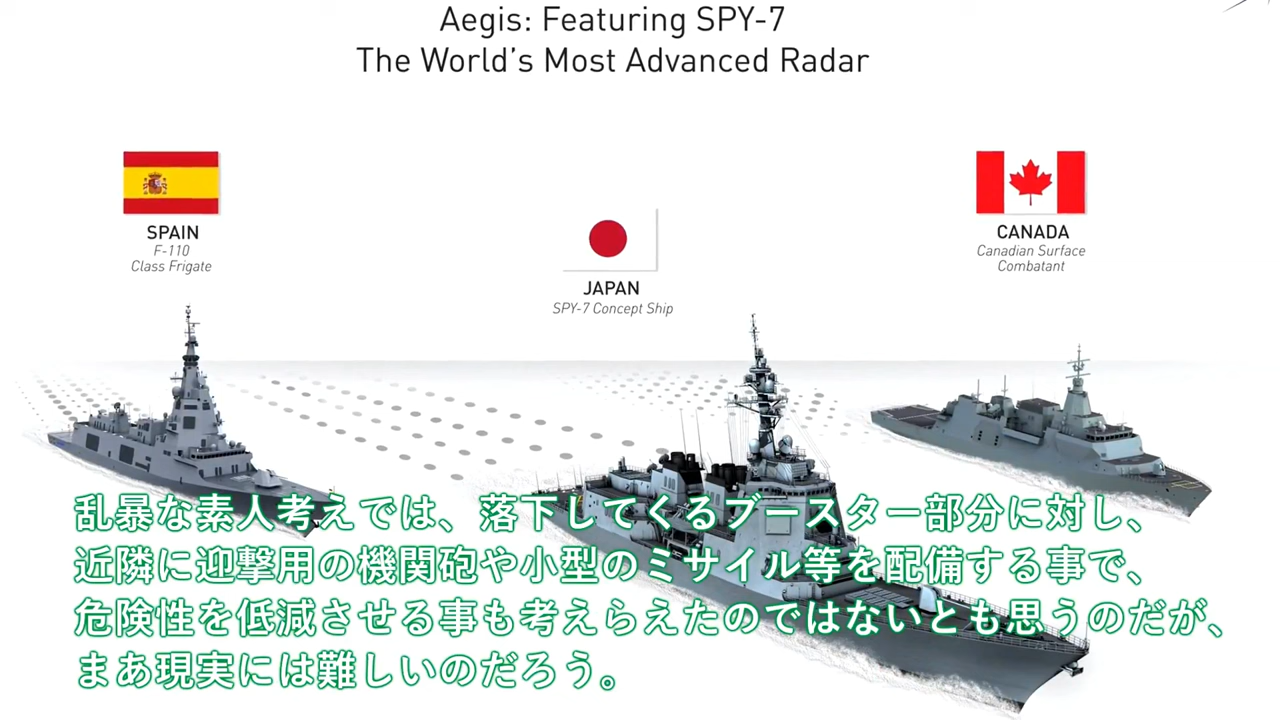 Aegis: Featuring SPY-7
The World's Most Advanced Radar
SPAIN
F-110
Class Frigate
JAPAN
SPY-7 Concept Ship
CANADA
Canadian Surface
Combatant
乱暴な素人考えでは、落下してくるブースター部分に対し、
近隣に迎撃用の機関砲や小型のミサイル等を配備する事で、
危険性を低減させる事も考えらえたのではないとも思うのだが、
まあ現実には難しいのだろう。